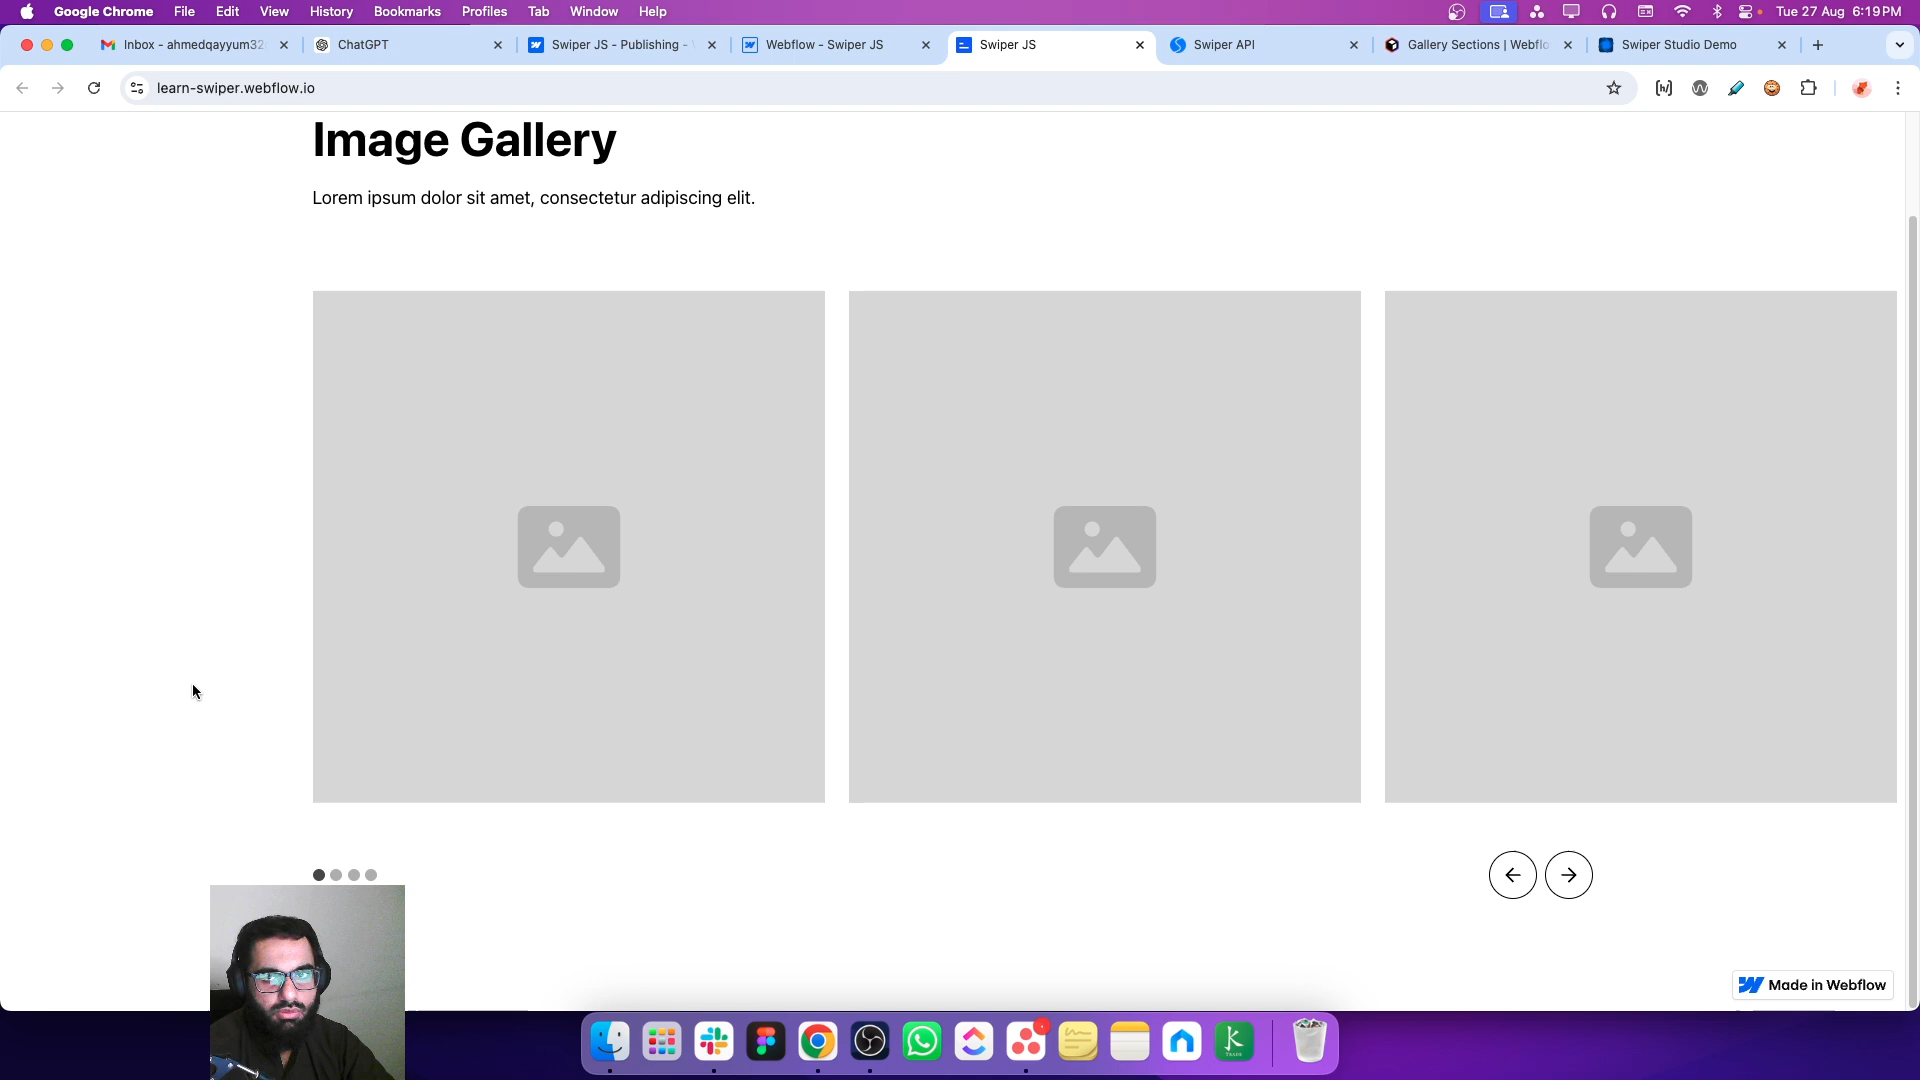 Google Chrome File Edit View History Bookmarks Profiles Tab Window Help Tue 27 Aug 6:19 PM
Inbox - ahmedqayyum32 ChatGPT Swiper JS - Publishing - Webflow - Swiper JS Swiper JS Swiper API Gallery Sections | Webflo Swiper Studio Demo
learn-swiper.webflow.io
Image Gallery
Lorem ipsum dolor sit amet, consectetur adipiscing elit.
Made in Webflow
TRADE